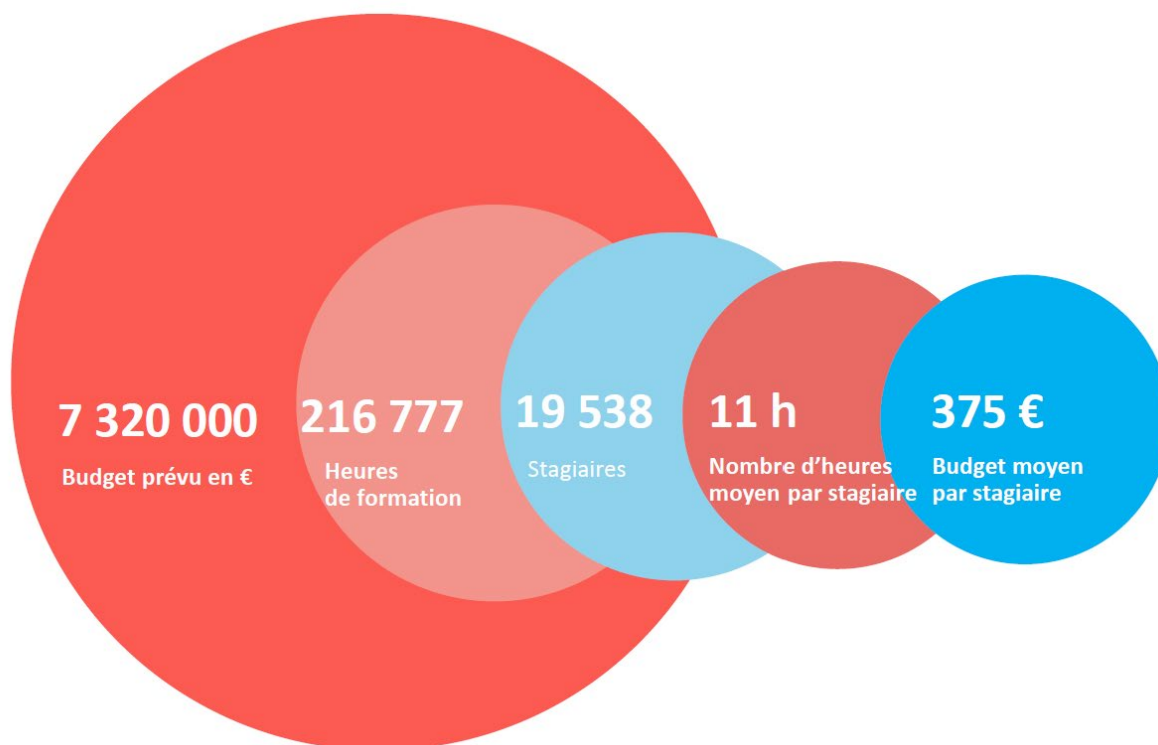 7 320 000
Budget prévu en €
216 777
Heures
de formation
19 538
Stagiaires
11 h
Nombre d’heures
moyen par stagiaire
375 €
Budget moyen
par stagiaire